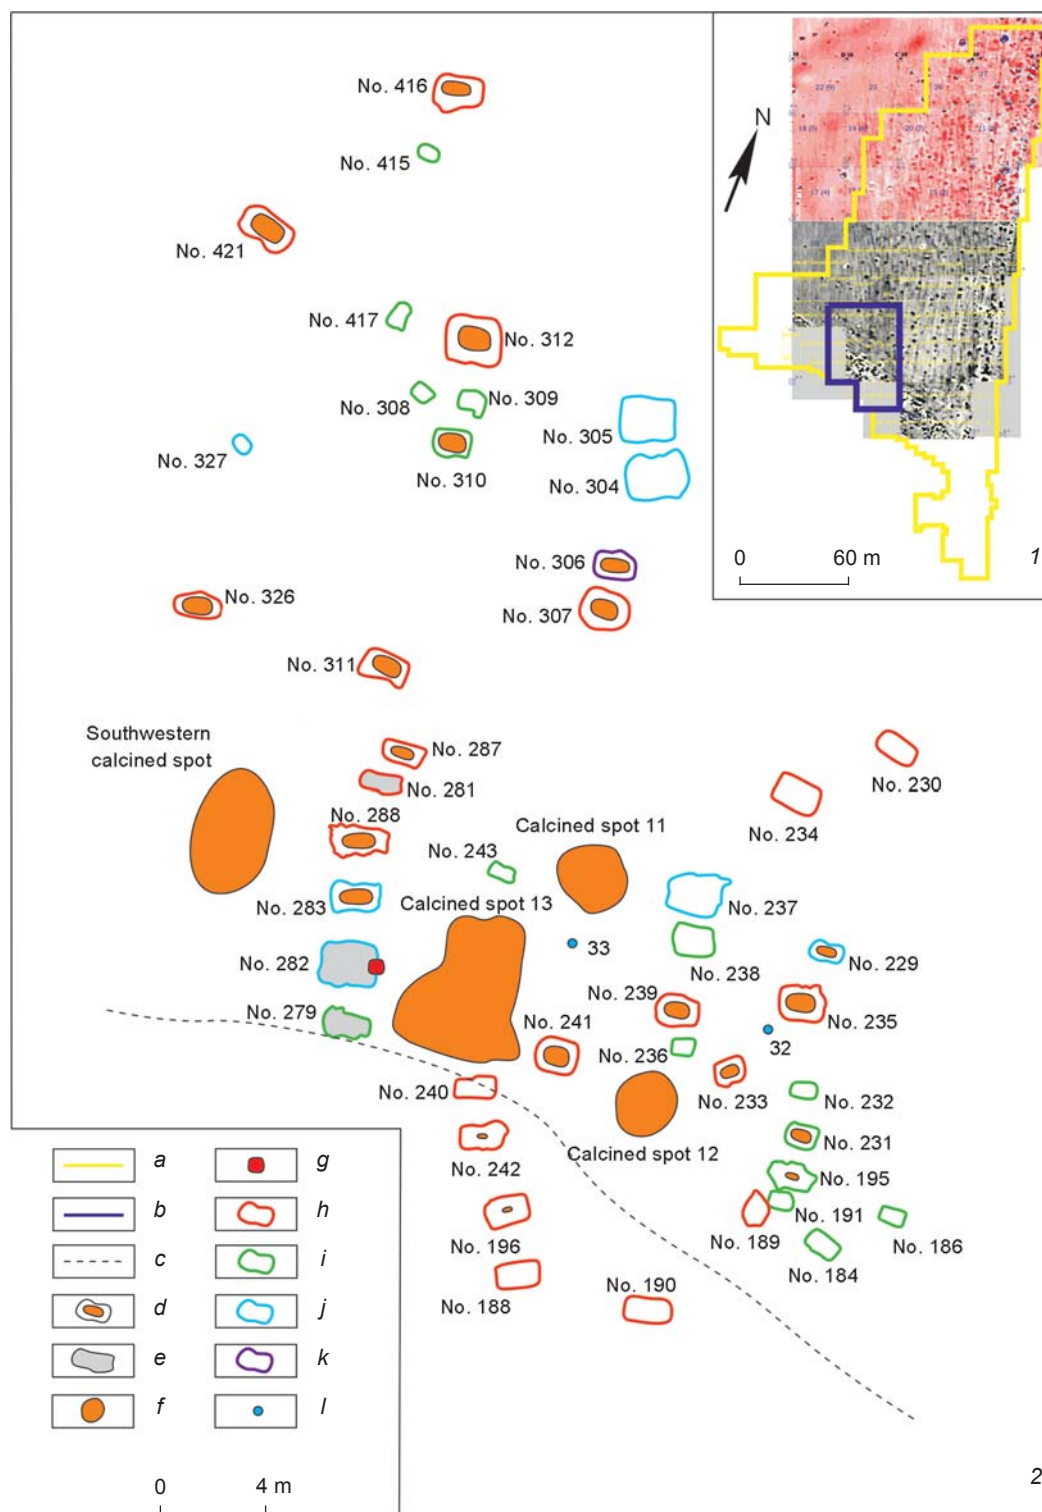 No. 416
No. 415
No. 421
No. 417
No. 312
No. 308
No. 309
No. 305
No. 327
No. 310
No. 304
No. 306
No. 326
No. 307
No. 311
Southwestern
calcined spot
No. 287
No. 281
No. 288
No. 230
No. 234
Calcined spot 11
No. 243
No. 283
Calcined spot 13
No. 237
33
No. 282
No. 238
No. 229
No. 239
No. 279
No. 241
No. 235
32
No. 236
No. 240
No. 233
No. 232
No. 231
Calcined spot 12
No. 242
No. 195
No. 191
No. 189
No. 186
No. 196
No. 184
No. 190
No. 188
N
22 (9)
25
17 (4)
0
60 m
1
a
b
c
d
e
f
g
h
i
j
k
l
0
4 m
2